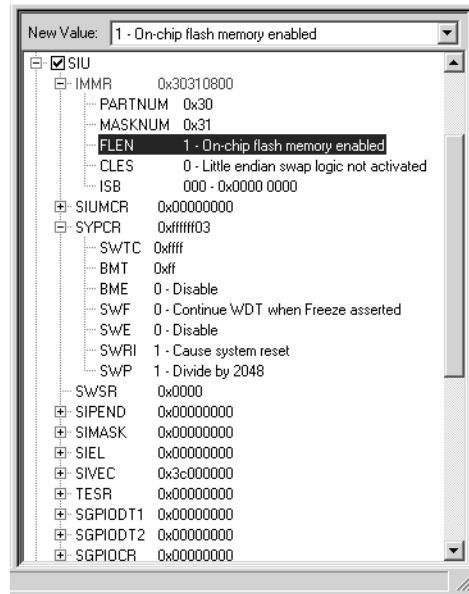 New Value: 1 - On-chip flash memory enabled
SIU
IMMR 0x30310800
PARTNUM 0x30
MASKNUM 0x31
FLEN 1 - On-chip flash memory enabled
CLES 0 - Little endian swap logic not activated
ISB 000 - 0x0000 0000
SIUMCR 0x00000000
SYPCR 0xffffff03
SWTC 0xffff
BMT 0xff
BME 0 - Disable
SWF 0 - Continue WDT when Freeze asserted
SWE 0 - Disable
SWRI 1 - Cause system reset
SWP 1 - Divide by 2048
SWSR 0x0000
SIPEND 0x00000000
SIMASK 0x00000000
SIEL 0x00000000
SIVEC 0x3c000000
TESR 0x00000000
SGPIODT1 0x00000000
SGPIODT2 0x00000000
SGPIOCR 0x00000000